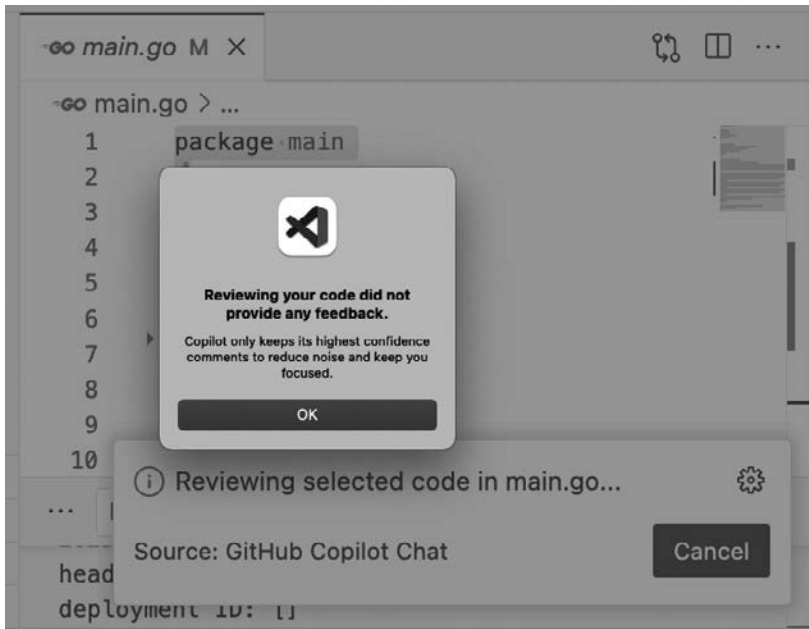 GO main.go M
GO main.go > ...
1 package main
2
3
4
5
6
7
8
9
10
Reviewing your code did not
provide any feedback.
Copilot only keeps its highest confidence
comments to reduce noise and keep you
focused.
OK
Reviewing selected code in main.go...
...
Source: GitHub Copilot Chat
Cancel
head
deployment ID: []